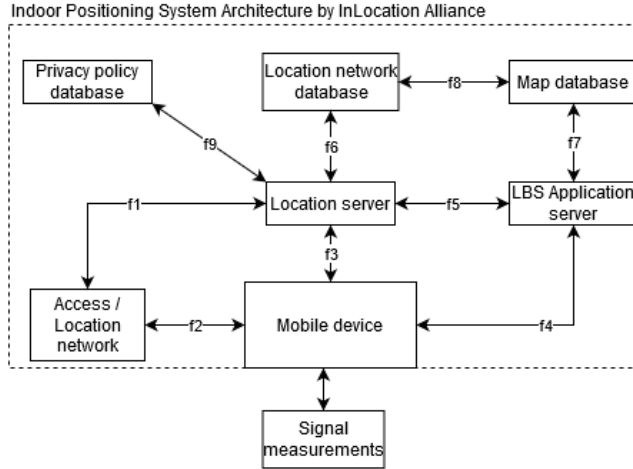 Indoor Positioning System Architecture by InLocation Alliance
Privacy policy
database
Location network
database
f8
Map database
f9
f6
f7
f1
Location server
f5
LBS Application
server
f3
Access /
Location
network
f2
Mobile device
f4
Signal
measurements